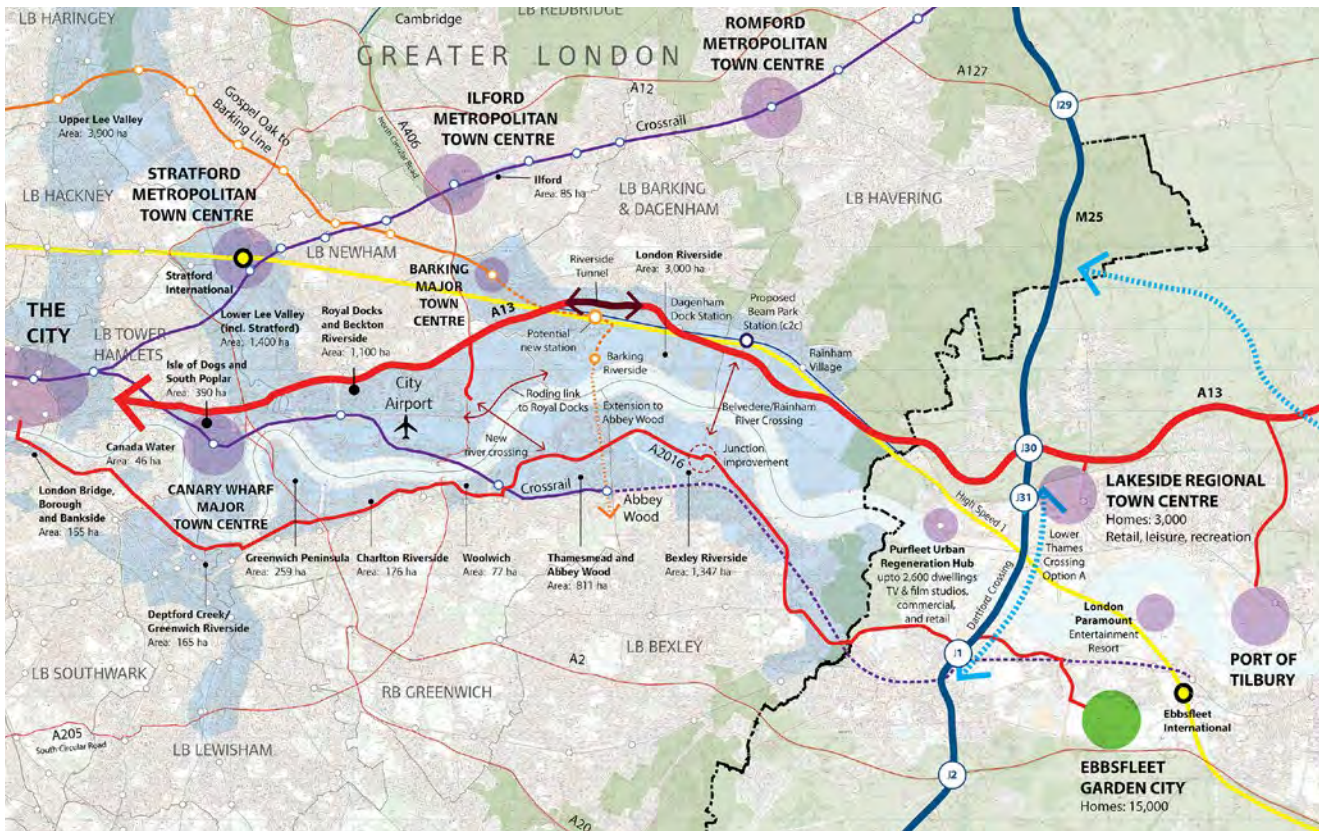 LB HARINGEY
Cambridge
LB REDBRIDGE
GREATER LONDON
ROMFORD
METROPOLITAN
TOWN CENTRE
A127
A12
J29
Gospel Oak to
Barking Line
Upper Lee Valley
Area: 3,900 ha
A406
North Circular Road
ILFORD
METROPOLITAN
TOWN CENTRE
Crossrail
Ilford
Area: 85 ha
LB BARKING
& DAGENHAM
LB HAVERING
LB HACKNEY
STRATFORD
METROPOLITAN
TOWN CENTRE
M25
LB NEWHAM
Stratford
International
BARKING
MAJOR
TOWN
CENTRE
Riverside
Tunnel
London Riverside
Area: 3,000 ha
A13
THE
CITY
LB TOWER
HAMLETS
Lower Lee Valley
(incl. Stratford)
Area: 1,400 ha
Royal Docks
and Beckton
Riverside
Area: 1,100 ha
Potential
new station
Dagenham
Dock Station
Proposed
Beam Park
Station (c2c)
Rainham
Village
Isle of Dogs and
South Poplar
Area: 390 ha
City
Airport
Barking
Riverside
Roding link
to Royal Docks
Extension to
Abbey Wood
Belvedere/Rainham
River Crossing
A13
Canada Water
Area: 46 ha
New
river crossing
A2016
Junction
improvement
J30
J31
London Bridge,
Borough
and Bankside
Area: 155 ha
CANARY WHARF
MAJOR
TOWN CENTRE
Crossrail
Abbey
Wood
High Speed 1
LAKESIDE REGIONAL
TOWN CENTRE
Homes: 3,000
Retail, leisure, recreation
Greenwich Peninsula
Area: 259 ha
Charlton Riverside
Area: 176 ha
Woolwich
Area: 77 ha
Thamesmead and
Abbey Wood
Area: 811 ha
Bexley Riverside
Area: 1,347 ha
Purfleet Urban
Regeneration Hub
upto 2,600 dwellings
TV & film studios,
commercial,
and retail
Lower
Thames
Crossing
Option A
Dartford Crossing
London
Paramount
Entertainment
Resort
Deptford Creek/
Greenwich Riverside
Area: 165 ha
LB SOUTHWARK
A2
LB BEXLEY
J1
PORT OF
TILBURY
RB GREENWICH
Ebbsfleet
International
A205
South Circular Road
LB LEWISHAM
J2
EBBSFLEET
GARDEN CITY
Homes: 15,000
A20